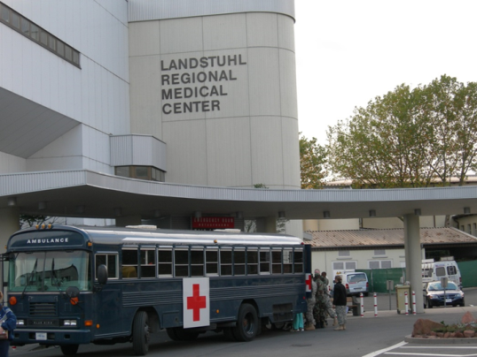 LANDSTUHL
REGIONAL
MEDICAL
CENTER
AMBULANCE